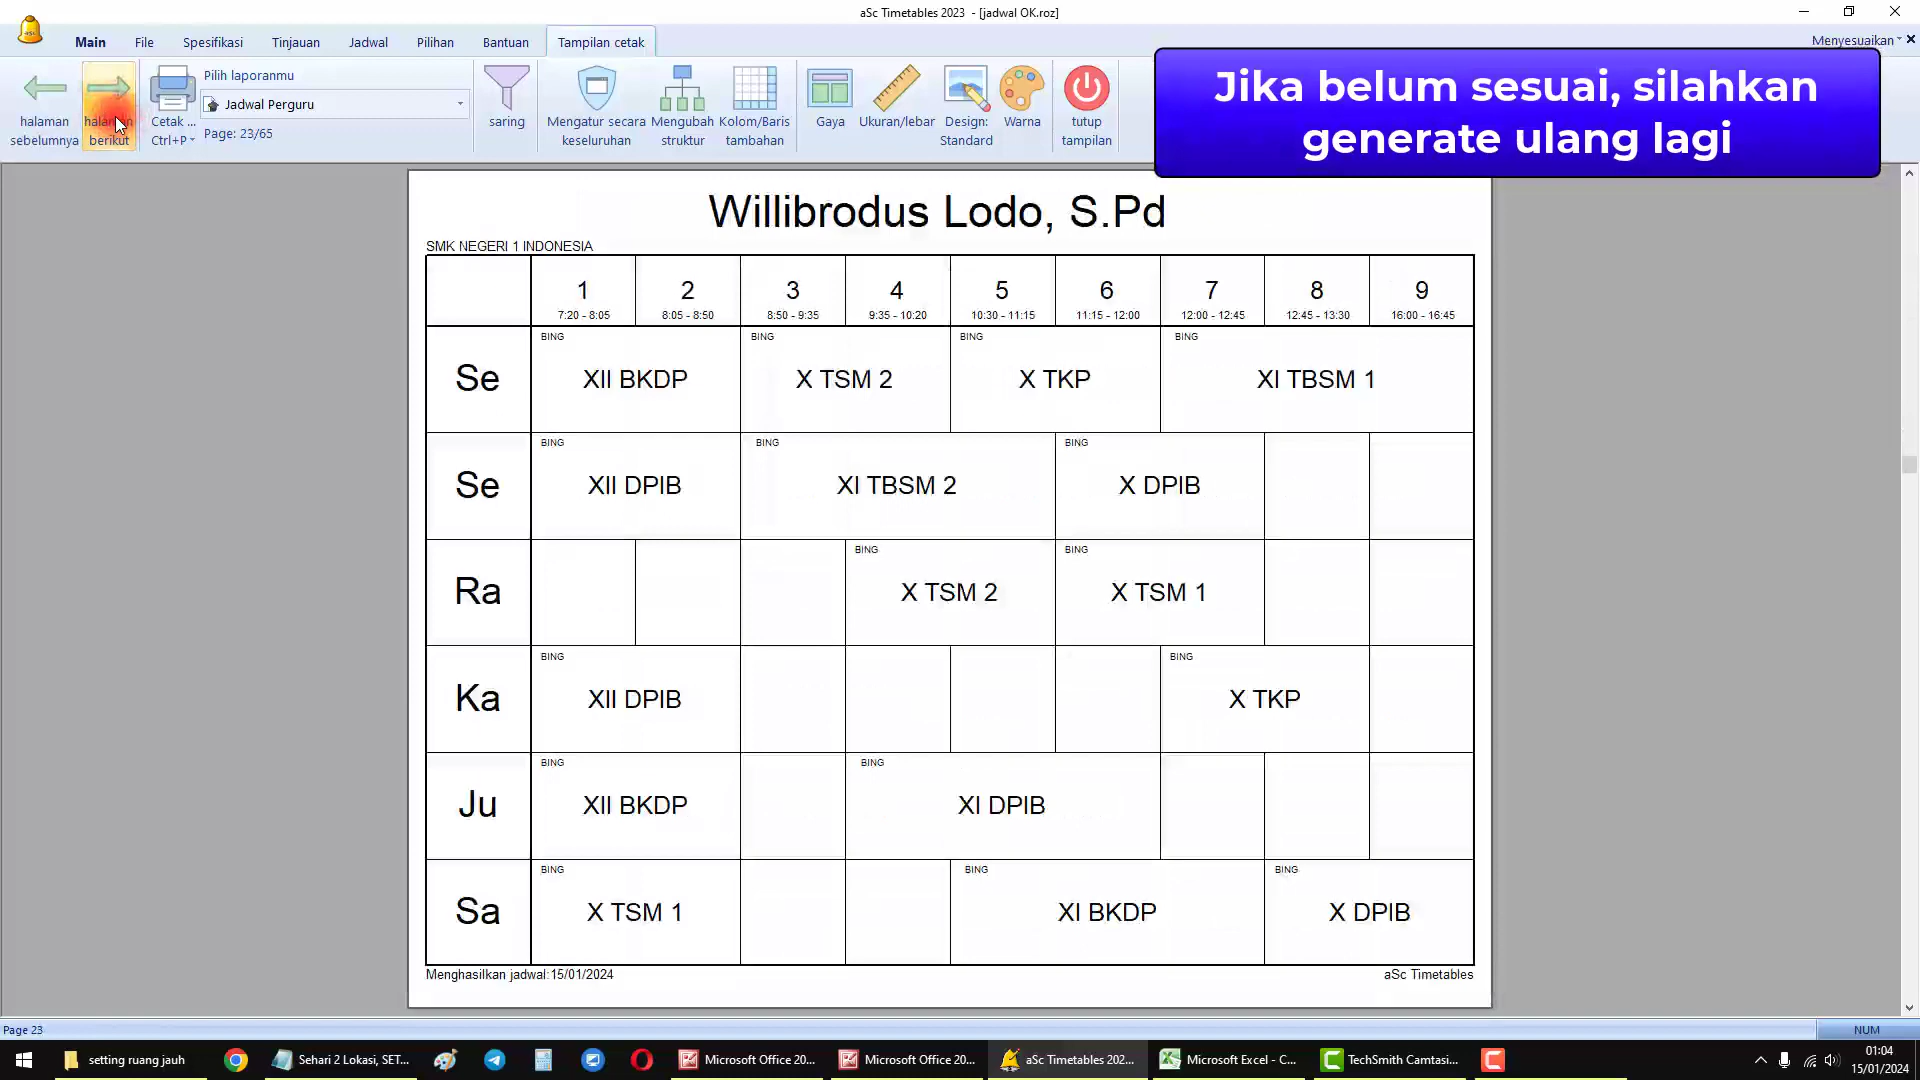 aSc Timetables 2023 - [jadwal OK.roz]
Main File Spesifikasi Tinjauan Jadwal Pilihan Bantuan Tampilan cetak
Menyesuaikan
halaman sebelumnya
halaman berikut
Cetak ... Ctrl+P
Pilih laporanmu
Jadwal Perguru
Page: 23/65
saring
Mengatur secara keseluruhan
Mengubah struktur
Kolom/Baris tambahan
Gaya
Ukuran/lebar
Design: Standard
Warna
tutup tampilan
Jika belum sesuai, silahkan
generate ulang lagi
Willibrodus Lodo, S.Pd
SMK NEGERI 1 INDONESIA
1 2 3 4 5 6 7 8 9
7:20 - 8:05 8:05 - 8:50 8:50 - 9:35 9:35 - 10:20 10:30 - 11:15 11:15 - 12:00 12:00 - 12:45 12:45 - 13:30 16:00 - 16:45
BING BING BING BING
Se XII BKDP X TSM 2 X TKP XI TBSM 1
BING BING BING
Se XII DPIB XI TBSM 2 X DPIB
BING BING
Ra X TSM 2 X TSM 1
BING BING
Ka XII DPIB X TKP
BING BING
Ju XII BKDP XI DPIB
BING BING BING
Sa X TSM 1 XI BKDP X DPIB
Menghasilkan jadwal:15/01/2024 aSc Timetables
Page 23 NUM
setting ruang jauh Sehari 2 Lokasi, SET... Microsoft Office 20... Microsoft Office 20... aSc Timetables 202... Microsoft Excel - C... TechSmith Camtasi... 01:04
15/01/2024